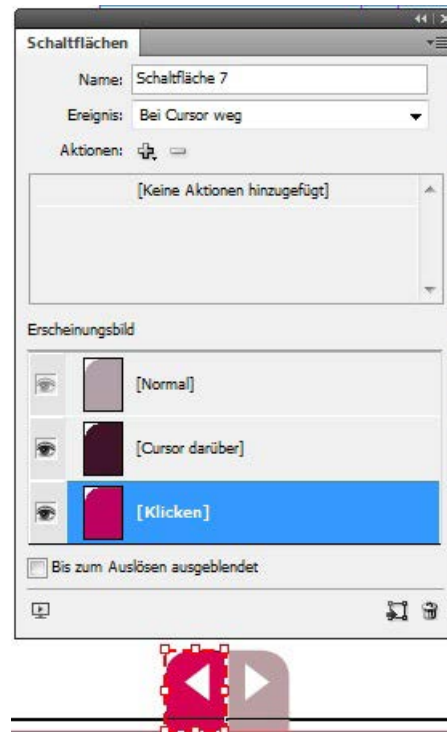 Schaltflächen
Name: Schaltfläche 7
Ereignis: Bei Cursor weg
Aktionen:
[Keine Aktionen hinzugefügt]
Erscheinungsbild
[Normal]
[Cursor darüber]
[Klicken]
Bis zum Auslösen ausgeblendet